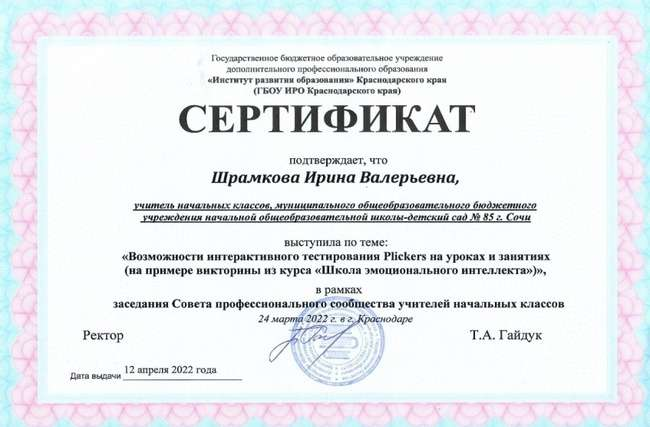 Государственное бюджетное образовательное учреждение
дополнительного профессионального образования
«Институт развития образования» Краснодарского края
(ГБОУ ИРО Краснодарского края)
СЕРТИФИКАТ
подтверждает, что
Шрамкова Ирина Валерьевна,
учитель начальных классов, муниципального общеобразовательного бюджетного
учреждения начальной общеобразовательной школы-детский сад № 85 г. Сочи
выступила по теме:
«Возможности интерактивного тестирования Plickers на уроках и занятиях
(на примере викторины из курса «Школа эмоционального интеллекта»)»,
в рамках
заседания Совета профессионального сообщества учителей начальных классов
24 марта 2022 г. в г. Краснодаре
Ректор
Т.А. Гайдук
Дата выдачи 12 апреля 2022 года